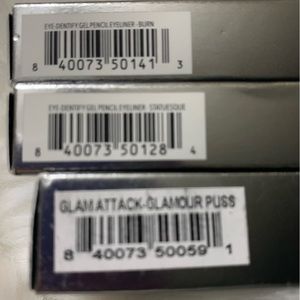 EYE-DENTIFY GEL PENCIL EYELINER - BURN
8 40073 50141 3
EYE-DENTIFY GEL PENCIL EYELINER - STATUESQUE
8 40073 50128 4
GLAM ATTACK-GLAMOUR PUSS
8 40073 50059 1